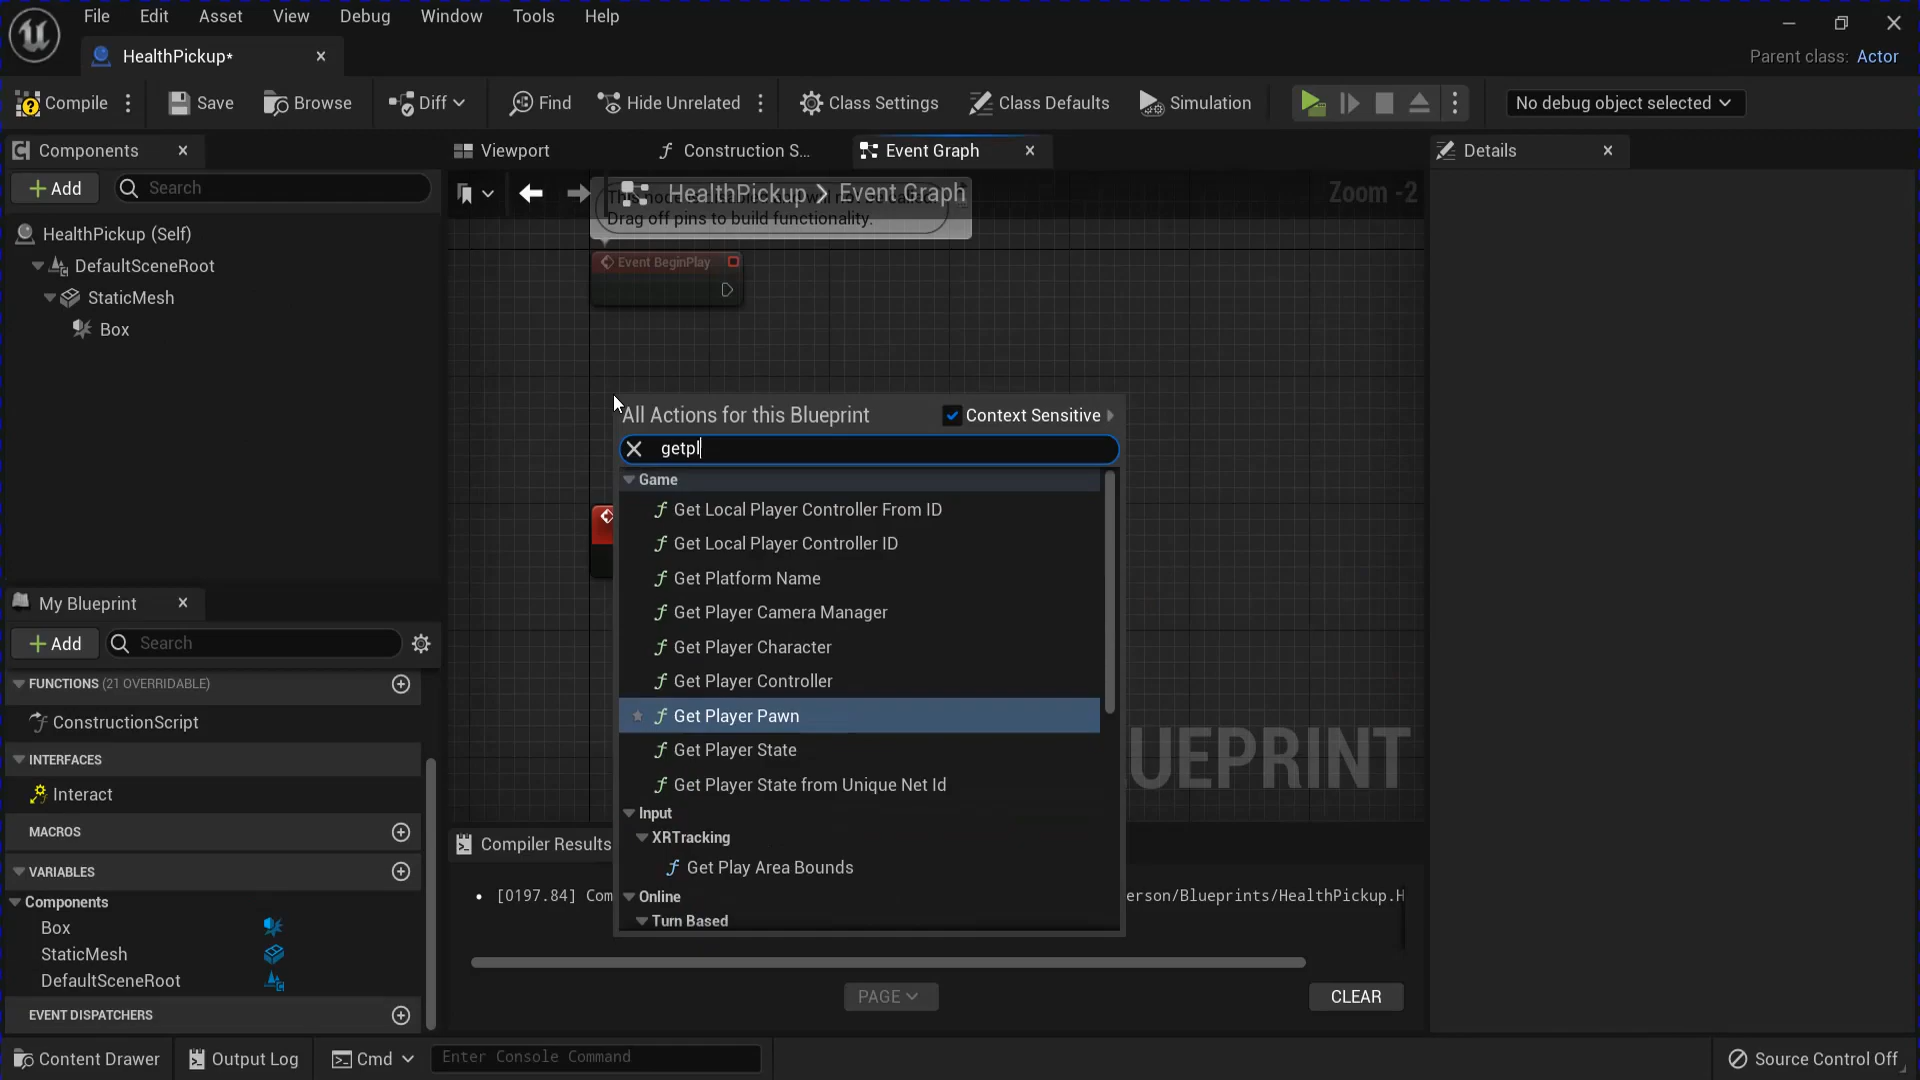 File Edit Asset View Debug Window Tools Help
HealthPickup*
Parent class: Actor
Compile Save Browse Diff Find Hide Unrelated Class Settings Class Defaults Simulation No debug object selected
Components Viewport Construction S... Event Graph Details
Add Search
HealthPickup > Event Graph Zoom -2
Drag off pins to build functionality.
HealthPickup (Self)
DefaultSceneRoot
StaticMesh
Box
Event BeginPlay
All Actions for this Blueprint Context Sensitive
getpl
Game
Get Local Player Controller From ID
Get Local Player Controller ID
Get Platform Name
Get Player Camera Manager
Get Player Character
Get Player Controller
Get Player Pawn
Get Player State
Get Player State from Unique Net Id
Input
XRTracking
Get Play Area Bounds
Online
Turn Based
UEPRINT
My Blueprint
Add Search
FUNCTIONS (21 OVERRIDABLE)
ConstructionScript
INTERFACES
Interact
MACROS
VARIABLES
Components
Box
StaticMesh
DefaultSceneRoot
EVENT DISPATCHERS
Compiler Results
[0197.84] Com erson/Blueprints/HealthPickup.H
PAGE CLEAR
Content Drawer Output Log Cmd Enter Console Command Source Control Off